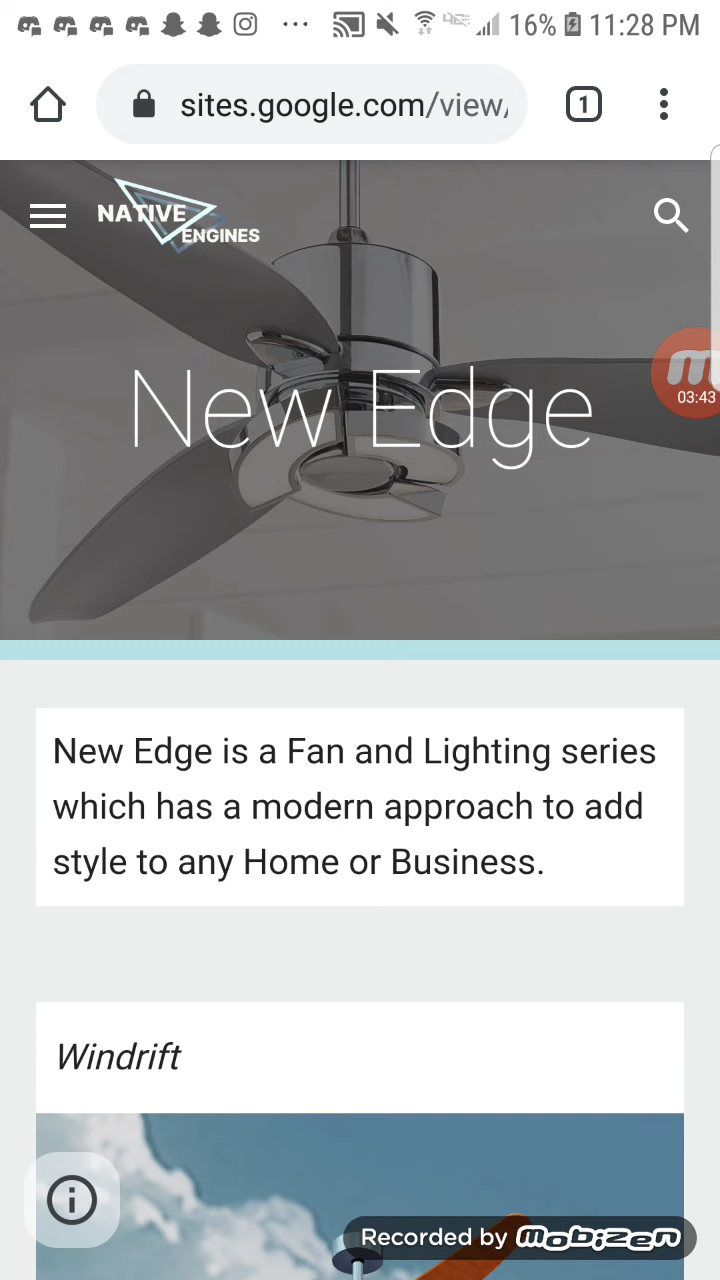 16% 11:28 PM
sites.google.com/view/
1
NATIVE
ENGINES
New Edge
03:43
New Edge is a Fan and Lighting series
which has a modern approach to add
style to any Home or Business.
Windrift
Recorded by mobizen